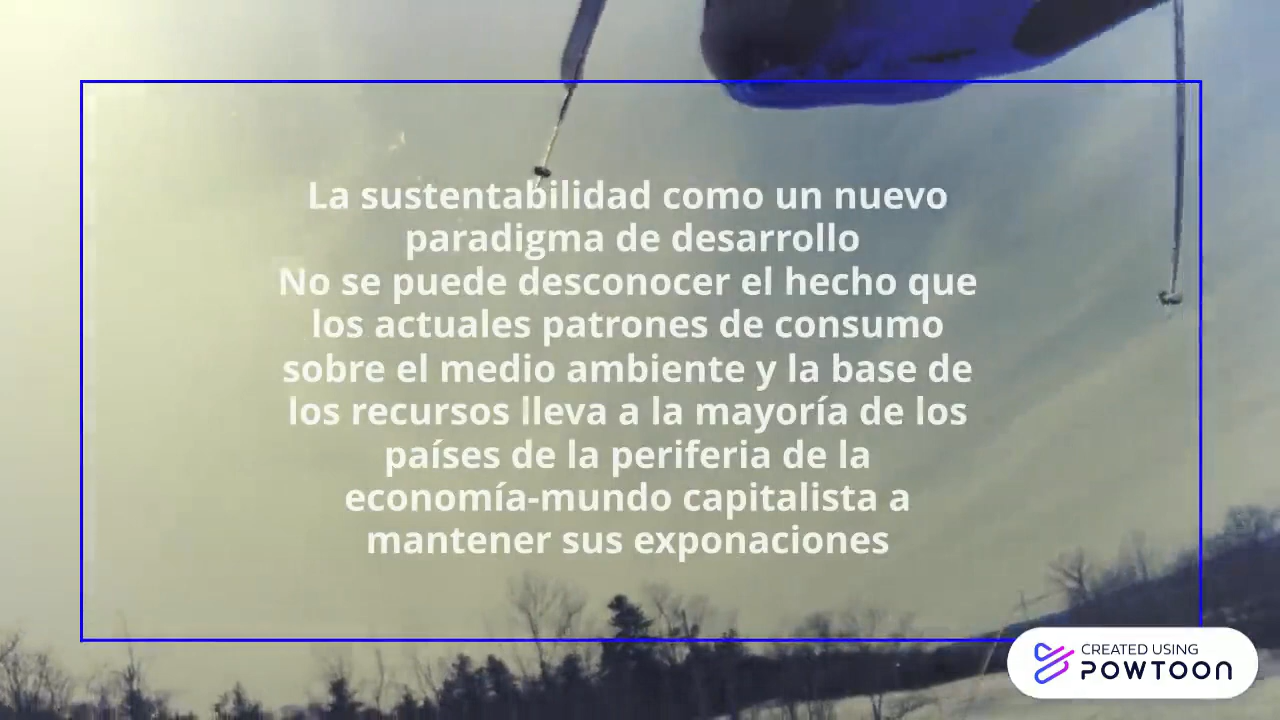 La sustentabilidad como un nuevo
paradigma de desarrollo
No se puede desconocer el hecho que
los actuales patrones de consumo
sobre el medio ambiente y la base de
los recursos lleva a la mayoría de los
países de la periferia de la
economía-mundo capitalista a
mantener sus exponaciones
CREATED USING
POWTOON